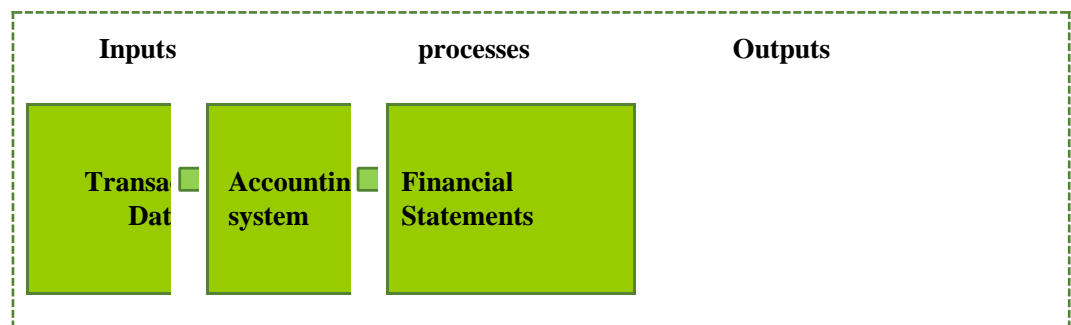 Inputs processes Outputs
Transa Accountin Financial
Dat system Statements